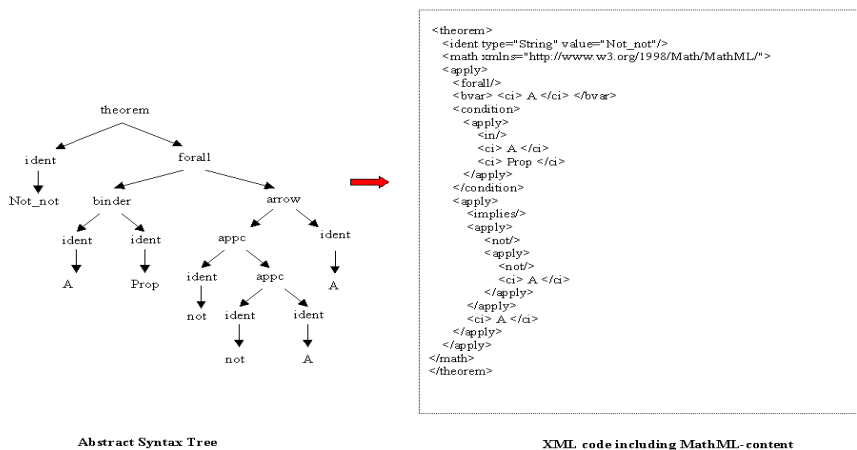 theorem
ident forall
Not_not binder arrow
ident ident appc ident
A Prop ident appc A
not ident ident
not A
Abstract Syntax Tree
<theorem>
<ident type="String" value="Not_not"/>
<math xmlns="http://www.w3.org/1998/Math/MathML/">
<apply>
<forall/>
<bvar> <ci> A </ci> </bvar>
<condition>
<apply>
<in/>
<ci> A </ci>
<ci> Prop </ci>
</apply>
</condition>
<apply>
<implies/>
<apply>
<not/>
<apply>
<not/>
<ci> A </ci>
</apply>
</apply>
<ci> A </ci>
</apply>
</apply>
</math>
</theorem>
XML code including MathML-content